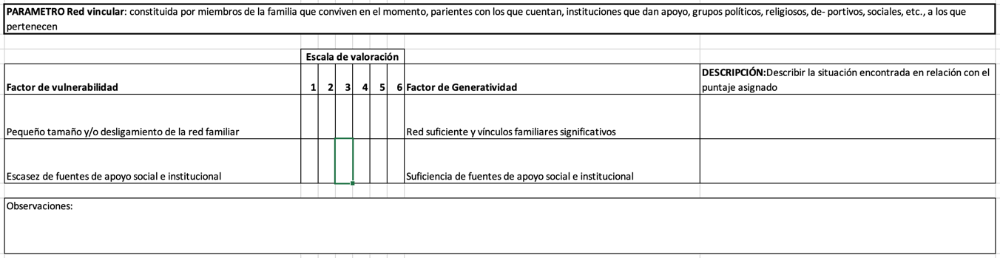 PARAMETRO Red vincular: constituida por miembros de la familia que conviven en el momento, parientes con los que cuentan, instituciones que dan apoyo, grupos políticos, religiosos, de- portivos, sociales, etc., a los que
pertenecen
Escala de valoración
Factor de vulnerabilidad 1 2 3 4 5 6 Factor de Generatividad DESCRIPCIÓN:Describir la situación encontrada en relación con el
puntaje asignado
Pequeño tamaño y/o desligamiento de la red familiar Red suficiente y vínculos familiares significativos
Escasez de fuentes de apoyo social e institucional Suficiencia de fuentes de apoyo social e institucional
Observaciones: